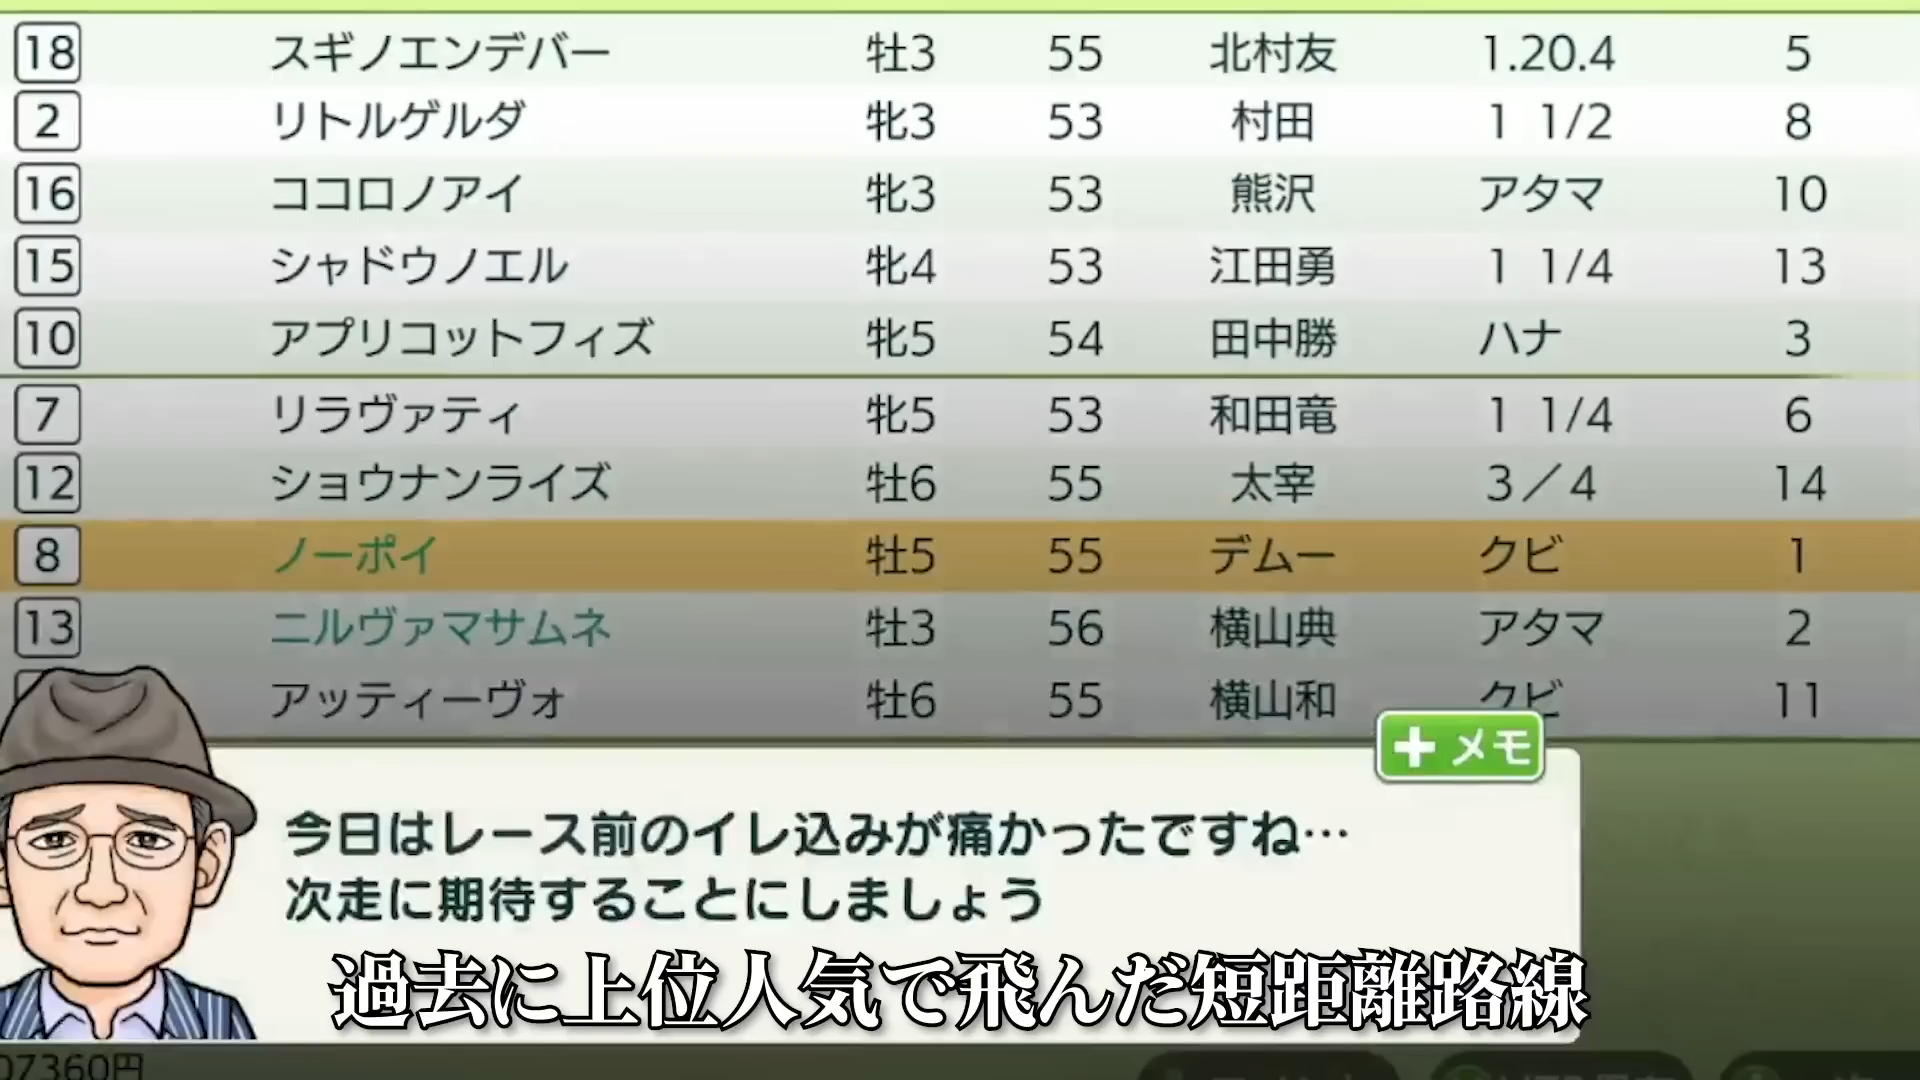 18 スギノエンデバー 牡3 55 北村友 1.20.4 5
2 リトルゲルダ 牝3 53 村田 1 1/2 8
16 ココロノアイ 牝3 53 熊沢 アタマ 10
15 シャドウノエル 牝4 53 江田勇 1 1/4 13
10 アプリコットフィズ 牝5 54 田中勝 ハナ 3
7 リラヴァティ 牝5 53 和田竜 1 1/4 6
12 ショウナンライズ 牡6 55 太宰 3/4 14
8 ノーポイ 牡5 55 デムー クビ 1
13 ニルヴァマサムネ 牡3 56 横山典 アタマ 2
アッティーヴォ 牡6 55 横山和 クビ 11
+メモ
今日はレース前のイレ込みが痛かったですね…
次走に期待することにしましょう
過去に上位人気で飛んだ短距離路線
07360円